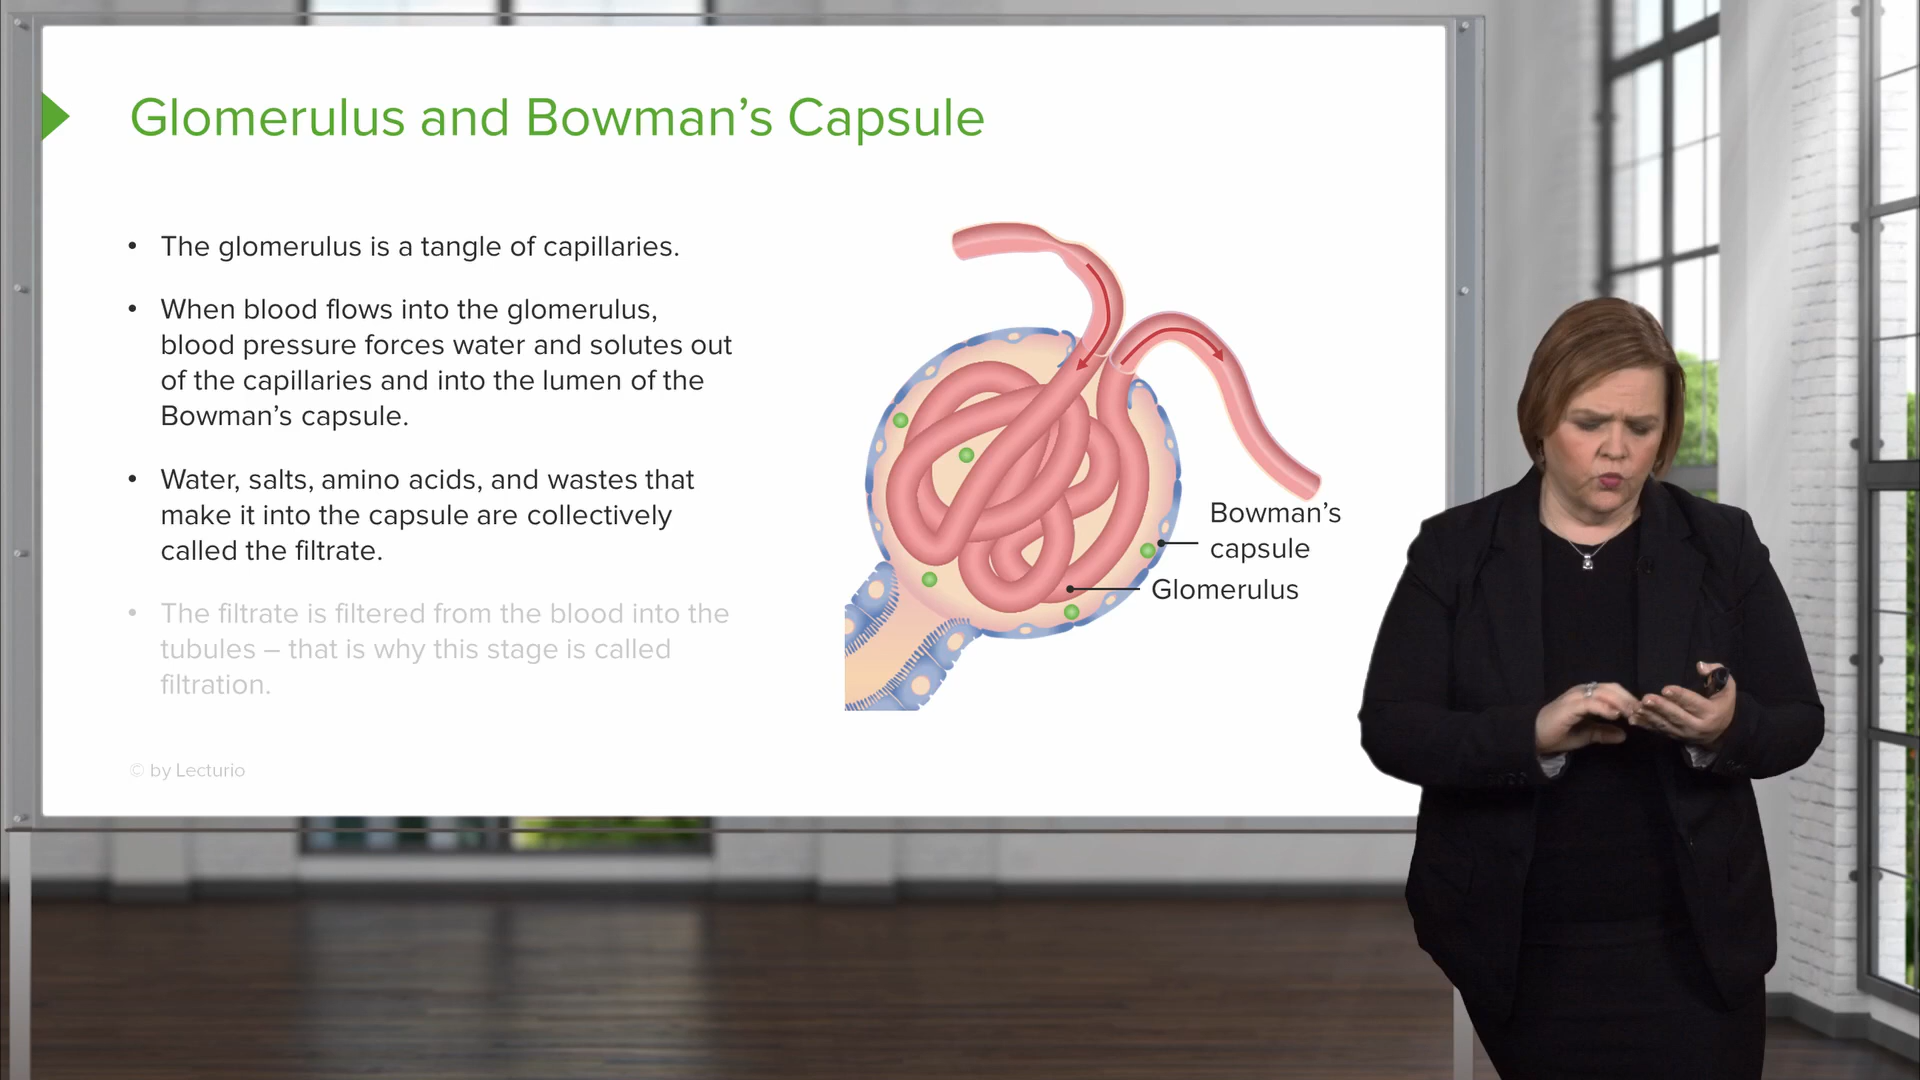 Glomerulus and Bowman’s Capsule
• The glomerulus is a tangle of capillaries.
• When blood flows into the glomerulus,
blood pressure forces water and solutes out
of the capillaries and into the lumen of the
Bowman’s capsule.
• Water, salts, amino acids, and wastes that
make it into the capsule are collectively
called the filtrate.
• The filtrate is filtered from the blood into the
tubules – that is why this stage is called
filtration.
Bowman’s
capsule
Glomerulus
© by Lecturio